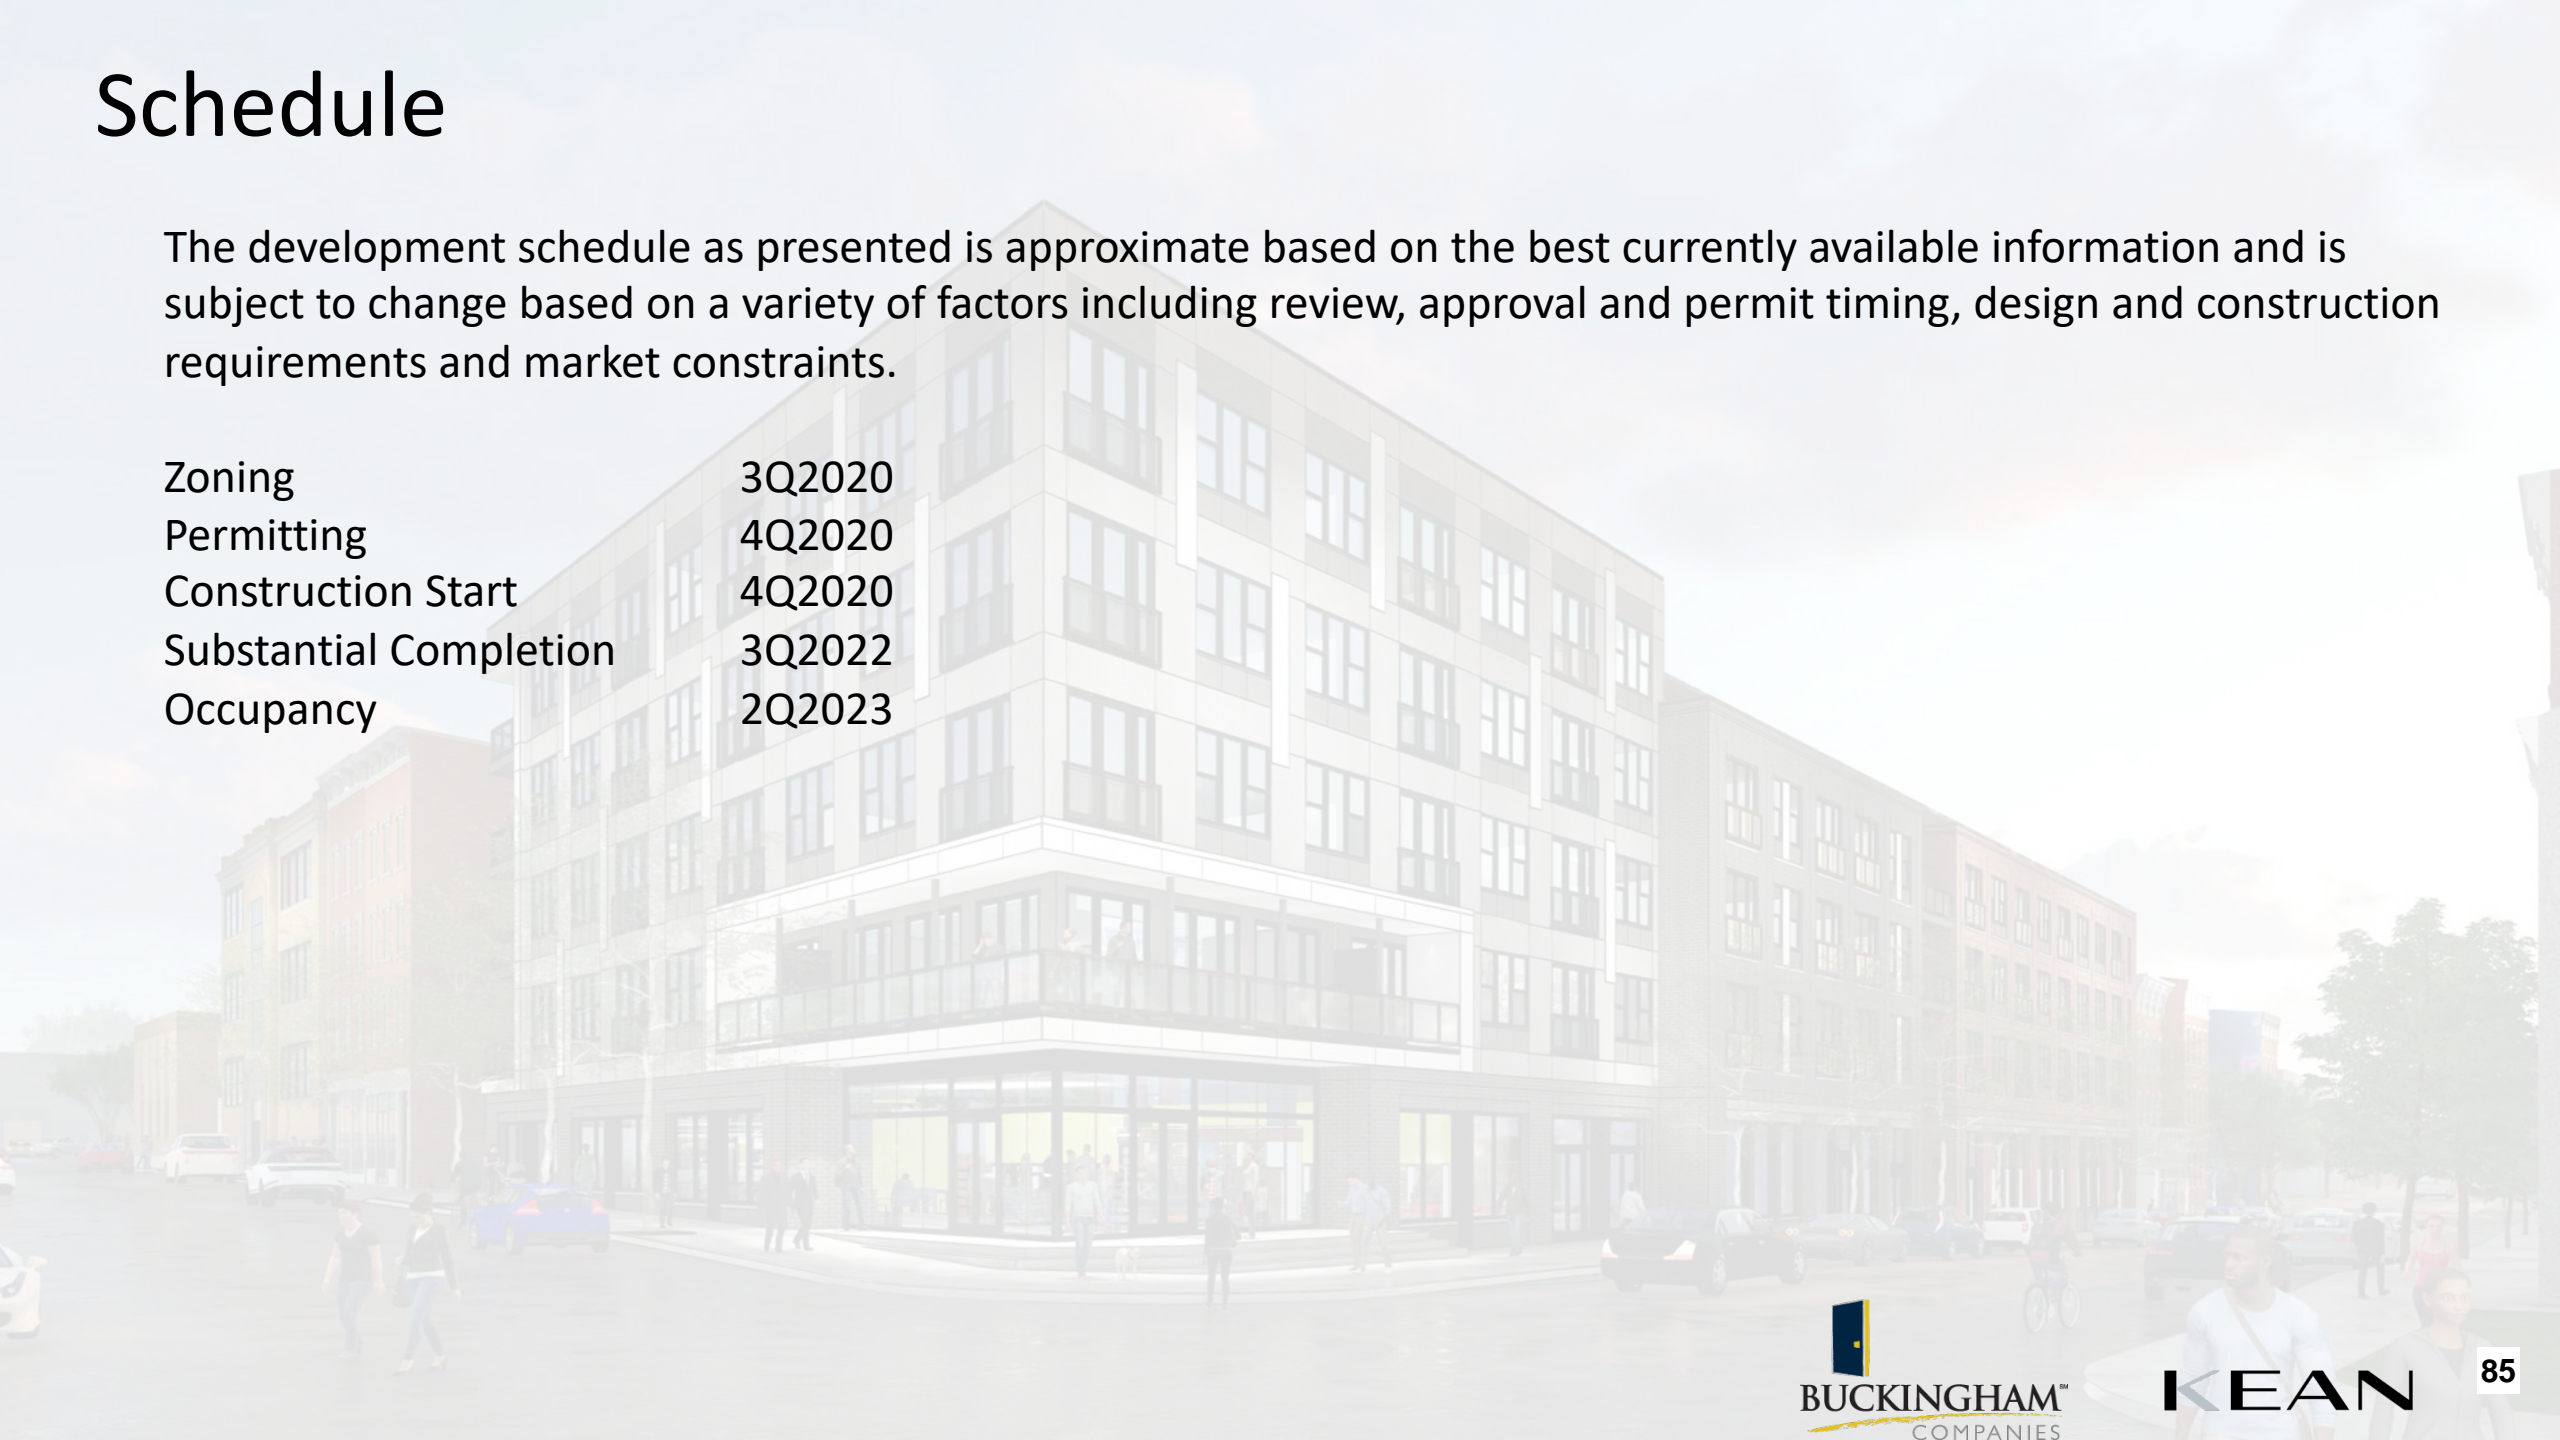 Schedule
The development schedule as presented is approximate based on the best currently available information and is
subject to change based on a variety of factors including review, approval and permit timing, design and construction
requirements and market constraints.
Zoning 3Q2020
Permitting 4Q2020
Construction Start 4Q2020
Substantial Completion 3Q2022
Occupancy 2Q2023
BUCKINGHAM℠
COMPANIES
KEAN
85